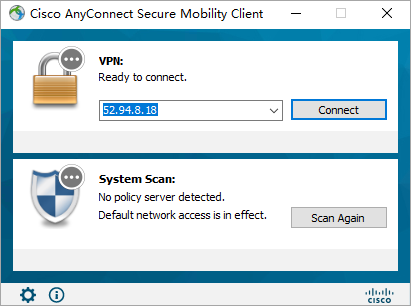 Cisco AnyConnect Secure Mobility Client
VPN:
Ready to connect.
52.94.8.18
Connect
System Scan:
No policy server detected.
Default network access is in effect.
Scan Again
CISCO